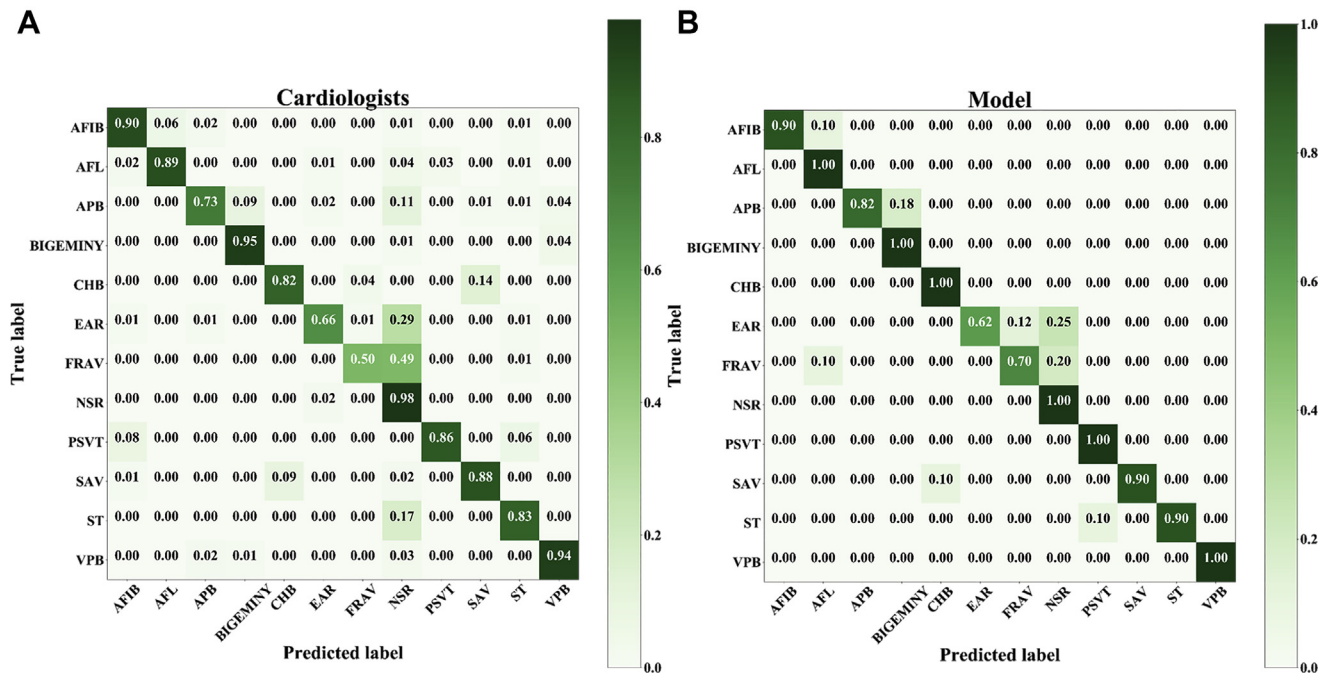 A
Cardiologists
AFIB 0.90 0.06 0.02 0.00 0.00 0.00 0.00 0.01 0.00 0.00 0.01 0.00
AFL 0.02 0.89 0.00 0.00 0.00 0.01 0.00 0.04 0.03 0.00 0.01 0.00
APB 0.00 0.00 0.73 0.09 0.00 0.02 0.00 0.11 0.00 0.01 0.01 0.04
BIGEMINY 0.00 0.00 0.00 0.95 0.00 0.00 0.00 0.01 0.00 0.00 0.00 0.04
CHB 0.00 0.00 0.00 0.00 0.82 0.00 0.04 0.00 0.00 0.14 0.00 0.00
EAR 0.01 0.00 0.01 0.00 0.00 0.66 0.01 0.29 0.00 0.00 0.01 0.00
FRAV 0.00 0.00 0.00 0.00 0.00 0.00 0.50 0.49 0.00 0.00 0.01 0.00
NSR 0.00 0.00 0.00 0.00 0.00 0.02 0.00 0.98 0.00 0.00 0.00 0.00
PSVT 0.08 0.00 0.00 0.00 0.00 0.00 0.00 0.00 0.86 0.00 0.06 0.00
SAV 0.01 0.00 0.00 0.00 0.09 0.00 0.00 0.02 0.00 0.88 0.00 0.00
ST 0.00 0.00 0.00 0.00 0.00 0.00 0.00 0.17 0.00 0.00 0.83 0.00
VPB 0.00 0.00 0.02 0.01 0.00 0.00 0.00 0.03 0.00 0.00 0.00 0.94
AFIB AFL APB BIGEMINY CHB EAR FRAV NSR PSVT SAV ST VPB
True label
Predicted label
0.8
0.6
0.4
0.2
0.0
B
Model
AFIB 0.90 0.10 0.00 0.00 0.00 0.00 0.00 0.00 0.00 0.00 0.00 0.00
AFL 0.00 1.00 0.00 0.00 0.00 0.00 0.00 0.00 0.00 0.00 0.00 0.00
APB 0.00 0.00 0.82 0.18 0.00 0.00 0.00 0.00 0.00 0.00 0.00 0.00
BIGEMINY 0.00 0.00 0.00 1.00 0.00 0.00 0.00 0.00 0.00 0.00 0.00 0.00
CHB 0.00 0.00 0.00 0.00 1.00 0.00 0.00 0.00 0.00 0.00 0.00 0.00
EAR 0.00 0.00 0.00 0.00 0.00 0.62 0.12 0.25 0.00 0.00 0.00 0.00
FRAV 0.00 0.10 0.00 0.00 0.00 0.00 0.70 0.20 0.00 0.00 0.00 0.00
NSR 0.00 0.00 0.00 0.00 0.00 0.00 0.00 1.00 0.00 0.00 0.00 0.00
PSVT 0.00 0.00 0.00 0.00 0.00 0.00 0.00 0.00 1.00 0.00 0.00 0.00
SAV 0.00 0.00 0.00 0.00 0.10 0.00 0.00 0.00 0.00 0.90 0.00 0.00
ST 0.00 0.00 0.00 0.00 0.00 0.00 0.00 0.00 0.10 0.00 0.90 0.00
VPB 0.00 0.00 0.00 0.00 0.00 0.00 0.00 0.00 0.00 0.00 0.00 1.00
AFIB AFL APB BIGEMINY CHB EAR FRAV NSR PSVT SAV ST VPB
True label
Predicted label
1.0
0.8
0.6
0.4
0.2
0.0